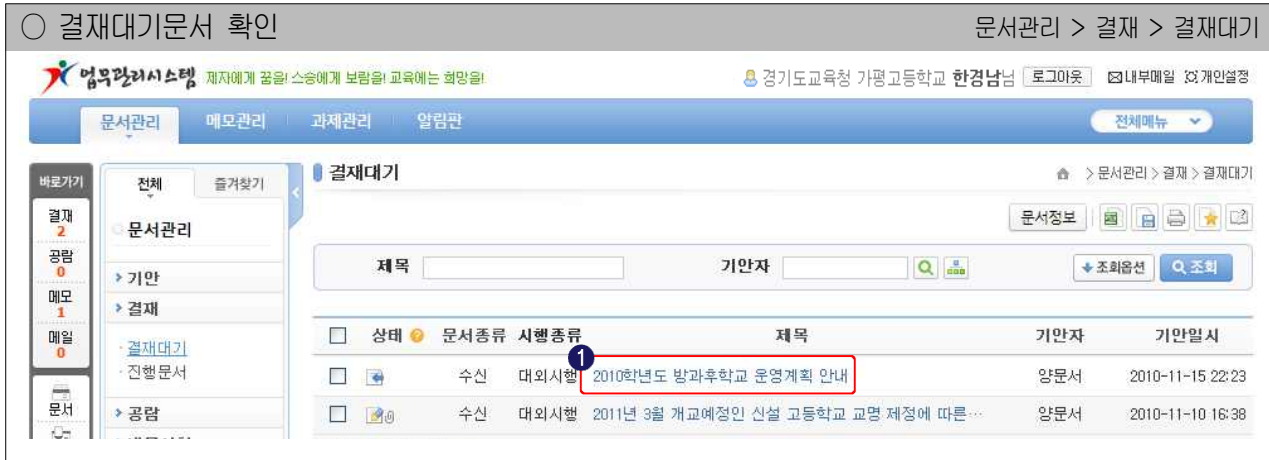 ○ 결재대기문서 확인 문서관리 > 결재 > 결재대기
업무관리시스템 제자에게 꿈을! 스승에게 보람을! 교육에는 희망을! 경기도교육청 가평고등학교 한경남님 로그아웃 내부메일 개인설정
문서관리 메모관리 과제관리 알림판 전체메뉴
바로가기 전체 즐겨찾기 결재대기 > 문서관리 > 결재 > 결재대기
결재
2
문서관리 문서정보
공람
0
제목 기안자 조회옵션 조회
> 기안
메모
1
> 결재
메일
0
상태 문서종류 시행종류 제목 기안자 기안일시
· 결재대기
1
· 진행문서 수신 대외시행 2010학년도 방과후학교 운영계획 안내 양문서 2010-11-15 22:23
문서 > 공람 수신 대외시행 2011년 3월 개교예정인 신설 고등학교 교명 제정에 따른… 양문서 2010-11-10 16:38